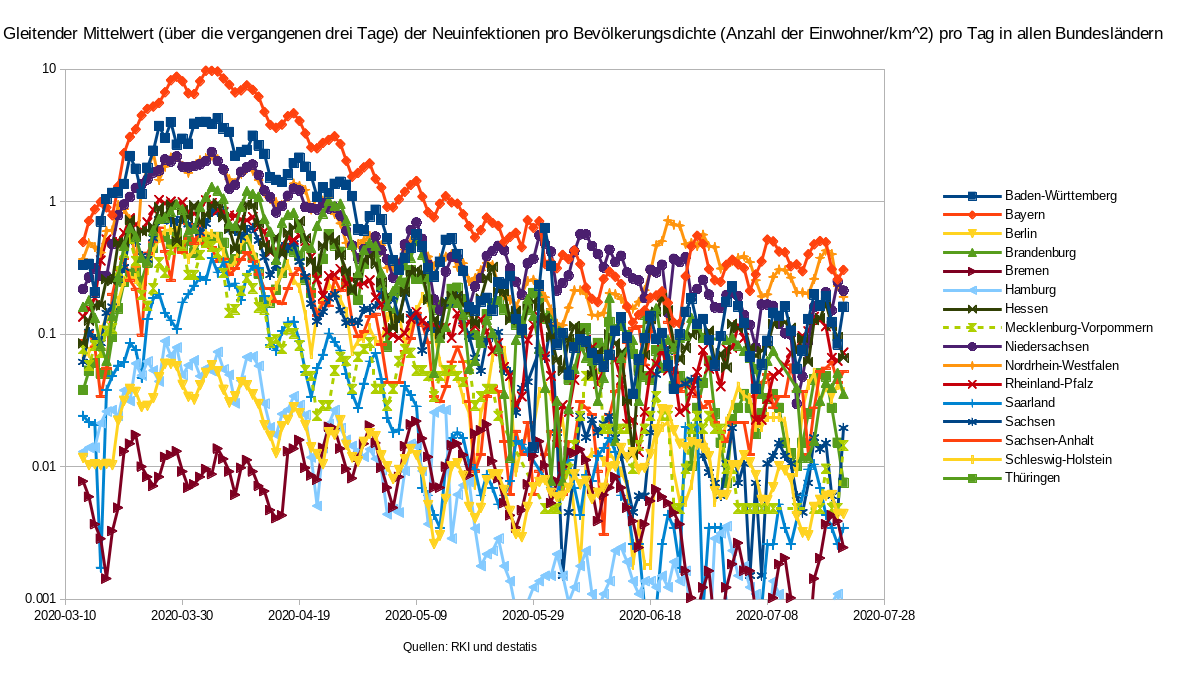 Gleitender Mittelwert (über die vergangenen drei Tage) der Neuinfektionen pro Bevölkerungsdichte (Anzahl der Einwohner/km^2) pro Tag in allen Bundesländern
10
1
0.1
0.01
0.001
2020-03-10 2020-03-30 2020-04-19 2020-05-09 2020-05-29 2020-06-18 2020-07-08 2020-07-28
Quellen: RKI und destatis
Baden-Württemberg
Bayern
Berlin
Brandenburg
Bremen
Hamburg
Hessen
Mecklenburg-Vorpommern
Niedersachsen
Nordrhein-Westfalen
Rheinland-Pfalz
Saarland
Sachsen
Sachsen-Anhalt
Schleswig-Holstein
Thüringen